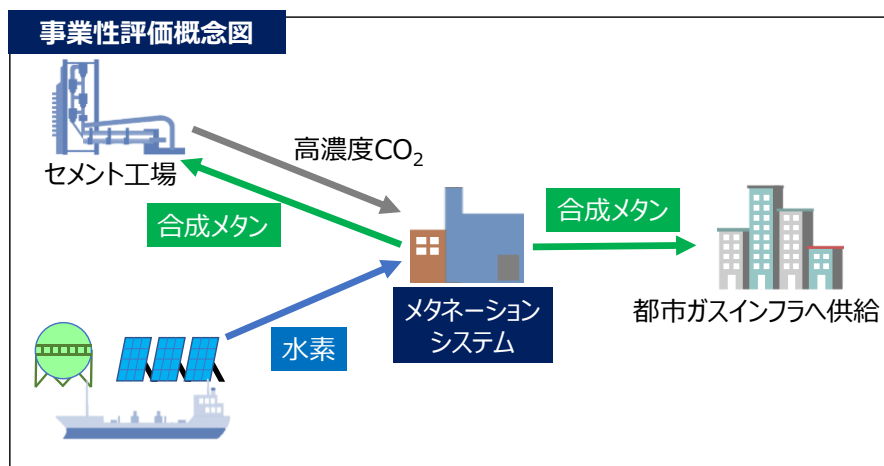 事業性評価概念図
セメント工場
高濃度CO₂
合成メタン
合成メタン
水素
メタネーション
システム
都市ガスインフラへ供給